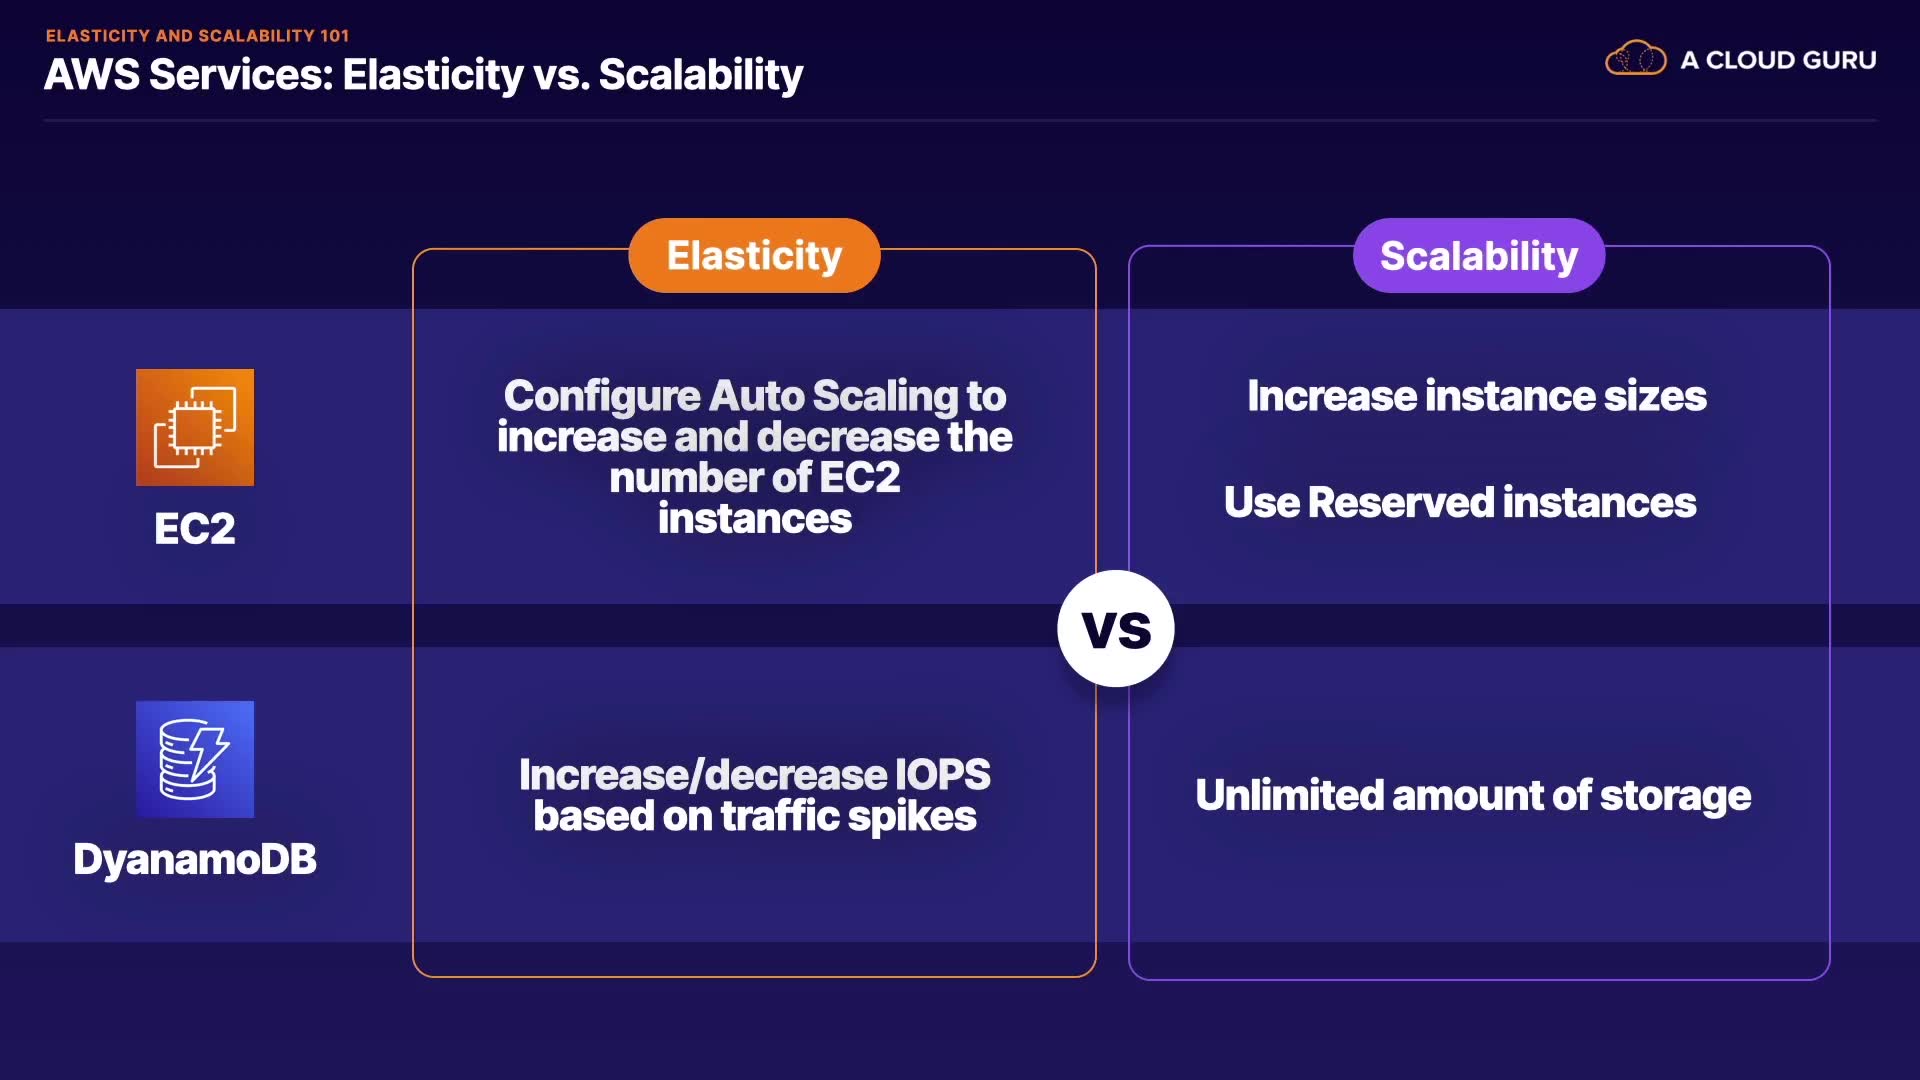 ELASTICITY AND SCALABILITY 101
AWS Services: Elasticity vs. Scalability
A CLOUD GURU
Elasticity
Scalability
EC2
Configure Auto Scaling to
increase and decrease the
number of EC2
instances
Increase instance sizes
Use Reserved instances
VS
DyanamoDB
Increase/decrease IOPS
based on traffic spikes
Unlimited amount of storage